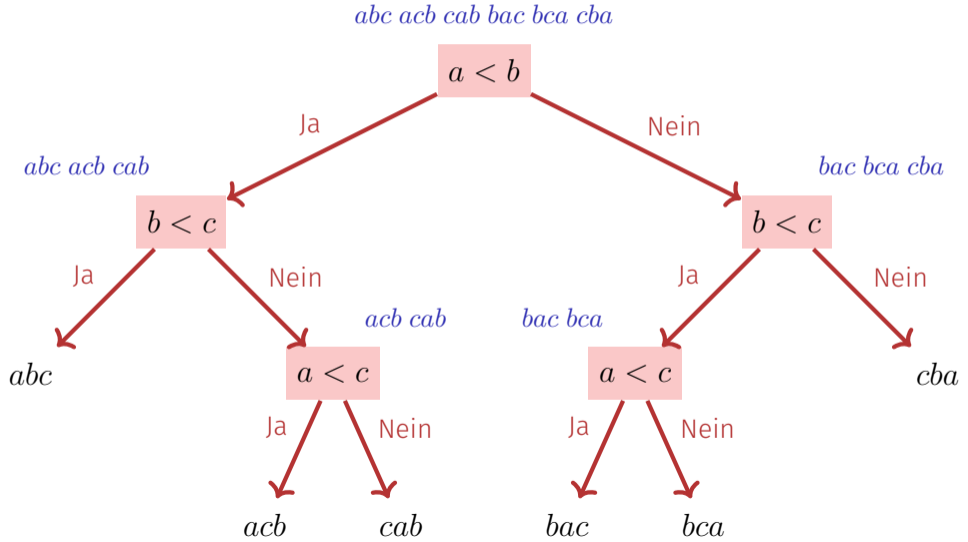 abc acb cab bac bca cba
a < b
Ja Nein
abc acb cab bac bca cba
b < c b < c
Ja Nein Ja Nein
acb cab bac bca
abc a < c a < c cba
Ja Nein Ja Nein
acb cab bac bca